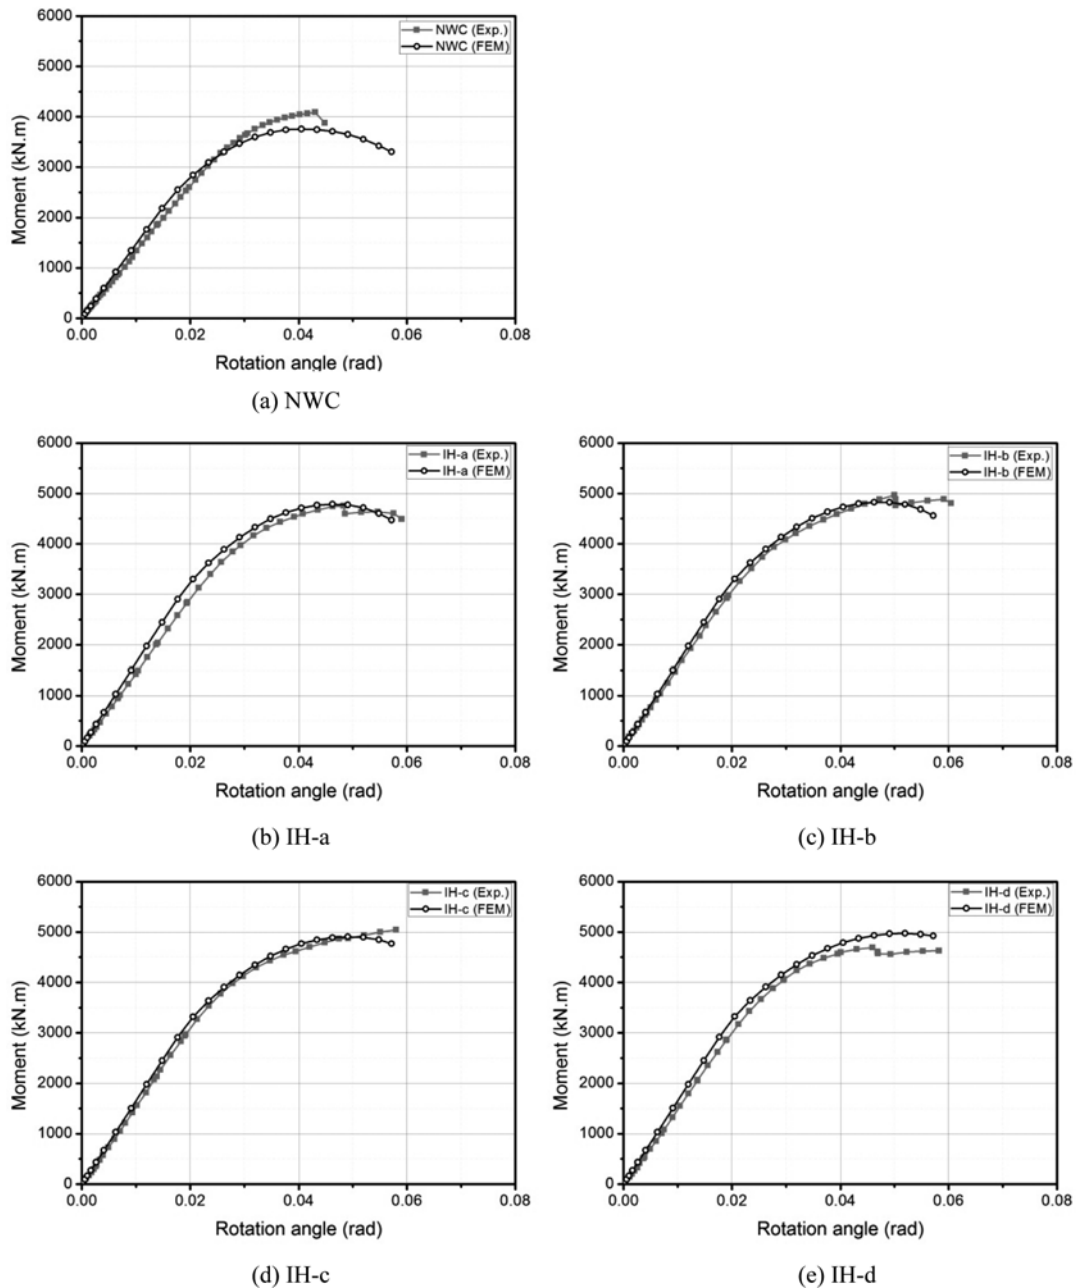 6000
5000
4000
3000
2000
1000
0
Moment (kN.m)
NWC (Exp.)
NWC (FEM)
0.00 0.02 0.04 0.06 0.08
Rotation angle (rad)
(a) NWC
6000
5000
4000
3000
2000
1000
0
Moment (kN.m)
IH-a (Exp.)
IH-a (FEM)
0.00 0.02 0.04 0.06 0.08
Rotation angle (rad)
(b) IH-a
6000
5000
4000
3000
2000
1000
0
Moment (kN.m)
IH-b (Exp.)
IH-b (FEM)
0.00 0.02 0.04 0.06 0.08
Rotation angle (rad)
(c) IH-b
6000
5000
4000
3000
2000
1000
0
Moment (kN.m)
IH-c (Exp.)
IH-c (FEM)
0.00 0.02 0.04 0.06 0.08
Rotation angle (rad)
(d) IH-c
6000
5000
4000
3000
2000
1000
0
Moment (kN.m)
IH-d (Exp.)
IH-d (FEM)
0.00 0.02 0.04 0.06 0.08
Rotation angle (rad)
(e) IH-d